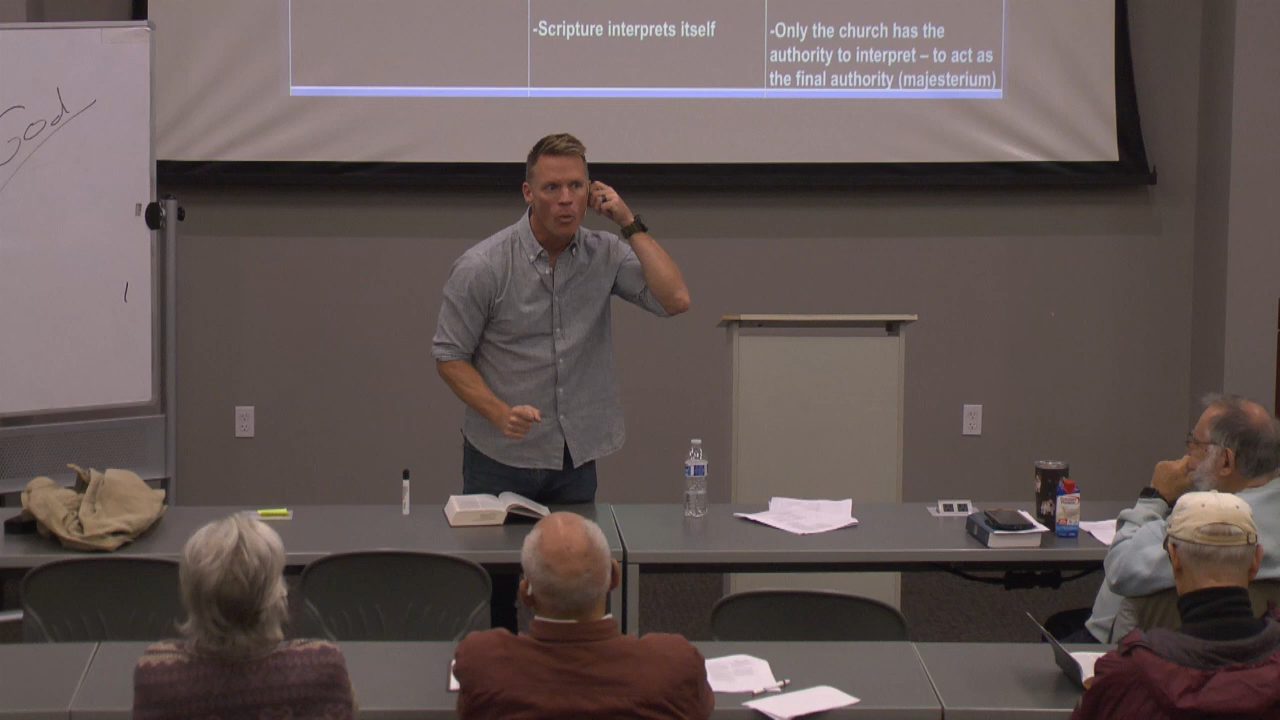 -Scripture interprets itself
-Only the church has the
authority to interpret – to act as
the final authority (majesterium)
God